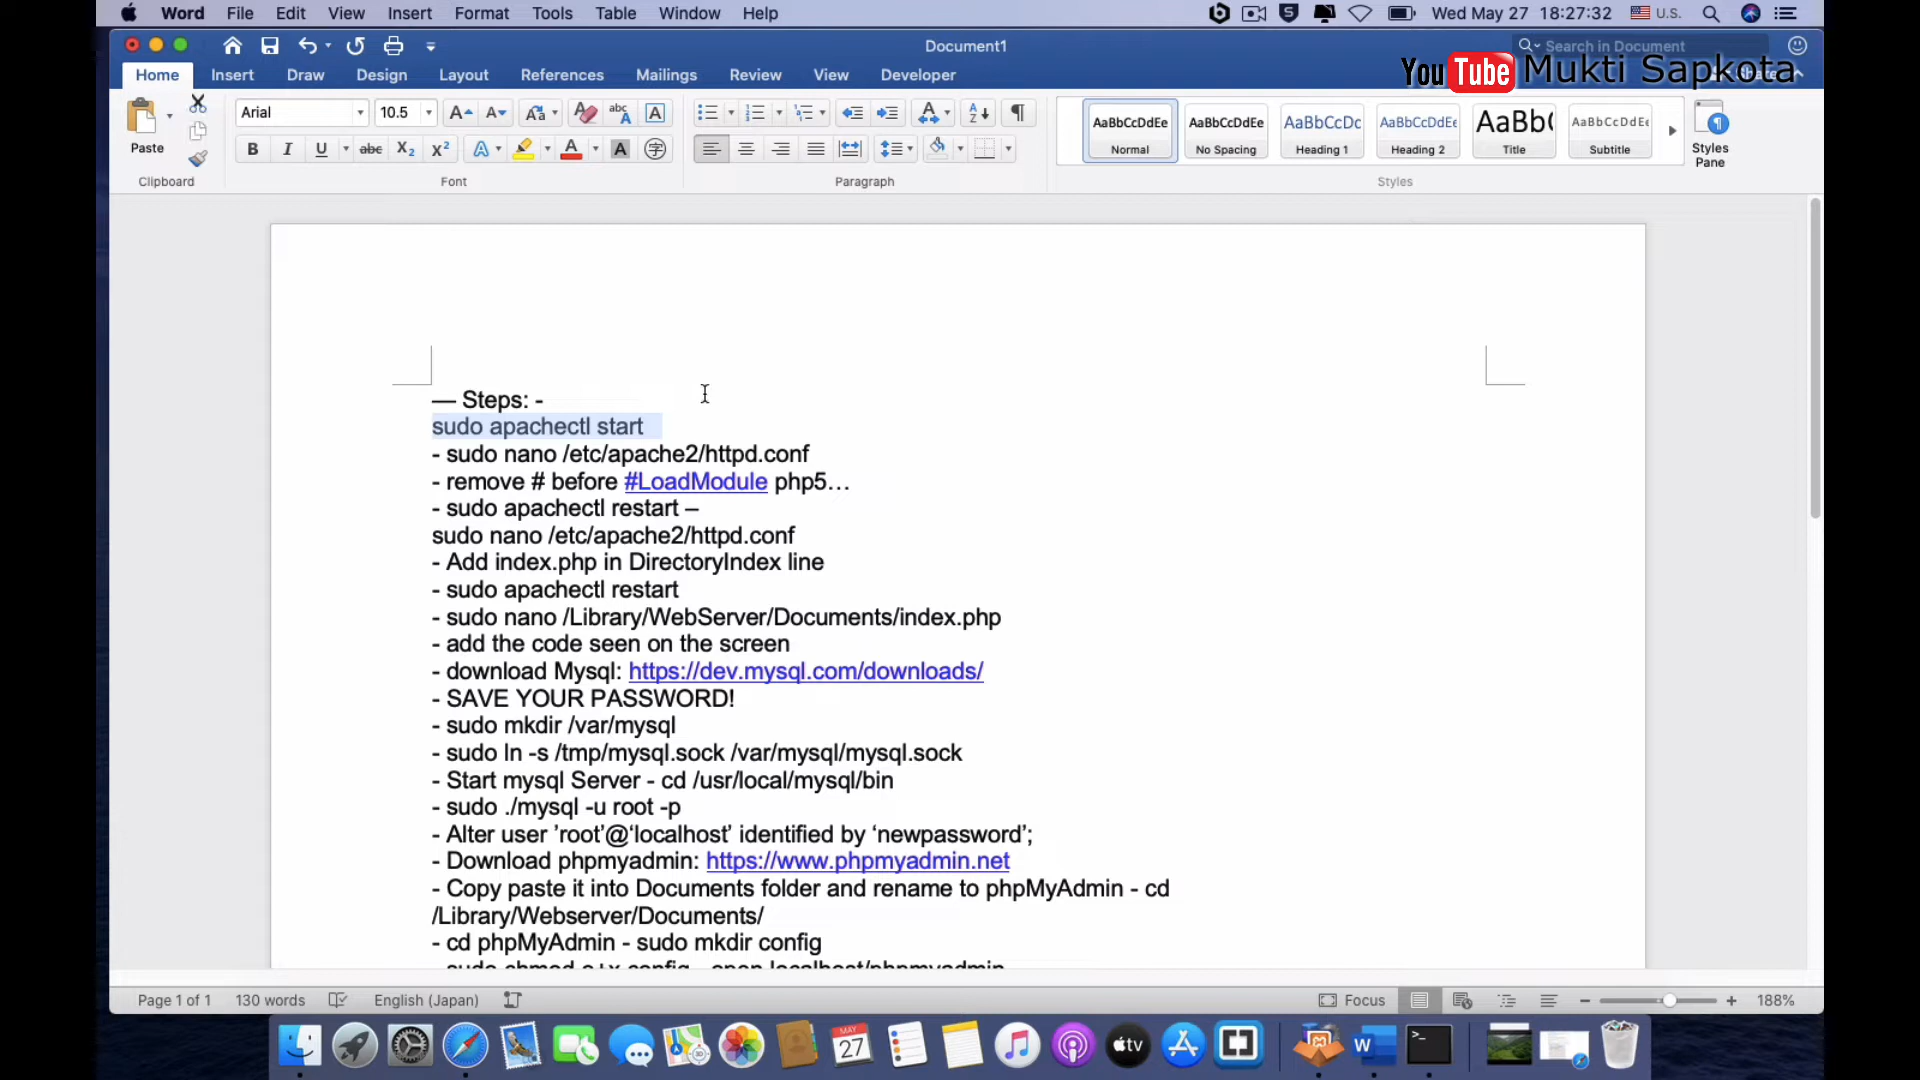 Word File Edit View Insert Format Tools Table Window Help Wed May 27 18:27:32 U.S.
Document1 Search in Document
YouTube Mukti Sapkota
Home Insert Draw Design Layout References Mailings Review View Developer
Arial 10.5
AaBbCcDdEe AaBbCcDdEe AaBbCcDc AaBbCcDdEe AaBb( AaBbCcDdEe
Paste Normal No Spacing Heading 1 Heading 2 Title Subtitle Styles Pane
Clipboard Font Paragraph Styles
— Steps: -
sudo apachectl start
- sudo nano /etc/apache2/httpd.conf
- remove # before #LoadModule php5…
- sudo apachectl restart –
sudo nano /etc/apache2/httpd.conf
- Add index.php in DirectoryIndex line
- sudo apachectl restart
- sudo nano /Library/WebServer/Documents/index.php
- add the code seen on the screen
- download Mysql: https://dev.mysql.com/downloads/
- SAVE YOUR PASSWORD!
- sudo mkdir /var/mysql
- sudo ln -s /tmp/mysql.sock /var/mysql/mysql.sock
- Start mysql Server - cd /usr/local/mysql/bin
- sudo ./mysql -u root -p
- Alter user ’root’@‘localhost’ identified by ‘newpassword’;
- Download phpmyadmin: https://www.phpmyadmin.net
- Copy paste it into Documents folder and rename to phpMyAdmin - cd
/Library/Webserver/Documents/
- cd phpMyAdmin - sudo mkdir config
- sudo chmod o+x config - open localhost/phpmyadmin
Page 1 of 1 130 words English (Japan) Focus 188%
MAY
27
tv
W